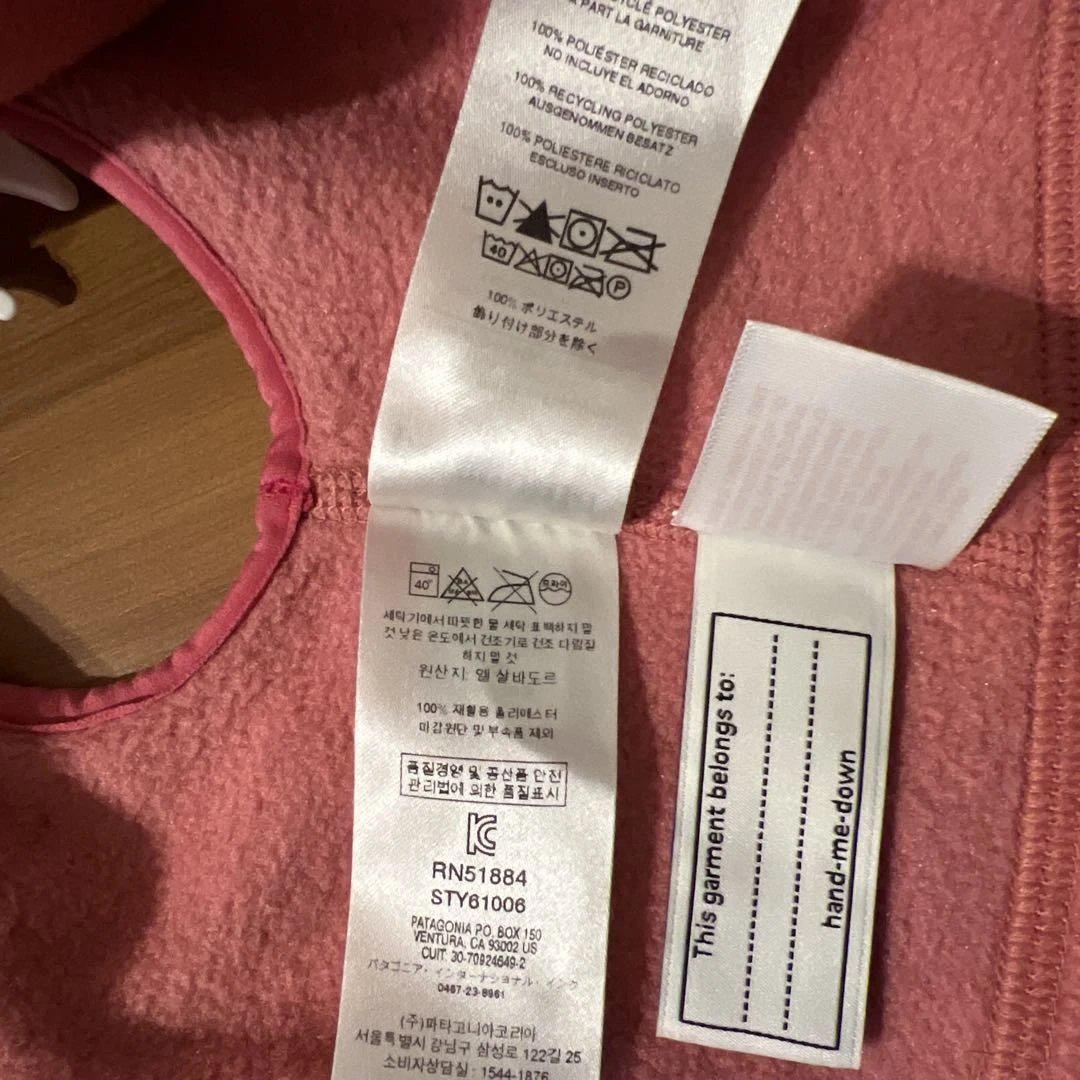 CLÉ POLYESTER
PART LA GARNITURE
100% POLIÉSTER RECICLADO
NO INCLUYE EL ADORNO
100% RECYCLING POLYESTER
AUSGENOMMEN BESATZ
100% POLIESTERE RICICLATO
ESCLUSO INSERTO
40
P
100% ポリエステル
飾り付け部分を除く
40°
드라이
세탁기에서 따뜻한 물 세탁 표백하지 말
것 낮은 온도에서 건조기로 건조 다림질
하지 말 것
원산지: 엘 살바도르
100% 재활용 폴리에스터
마감원단 및 부속품 제외
품질경영 및 공산품 안전
관리법에 의한 품질표시
RN51884
STY61006
PATAGONIA PO. BOX 150
VENTURA, CA 93002 US
CUIT. 30-70924649-2
パタゴニア・インターナショナル・インク
0467-23-8961
(주)파타고니아코리아
서울특별시 강남구 삼성로 122길 25
소비자상담실 : 1544-1876
This garment belongs to:
hand-me-down